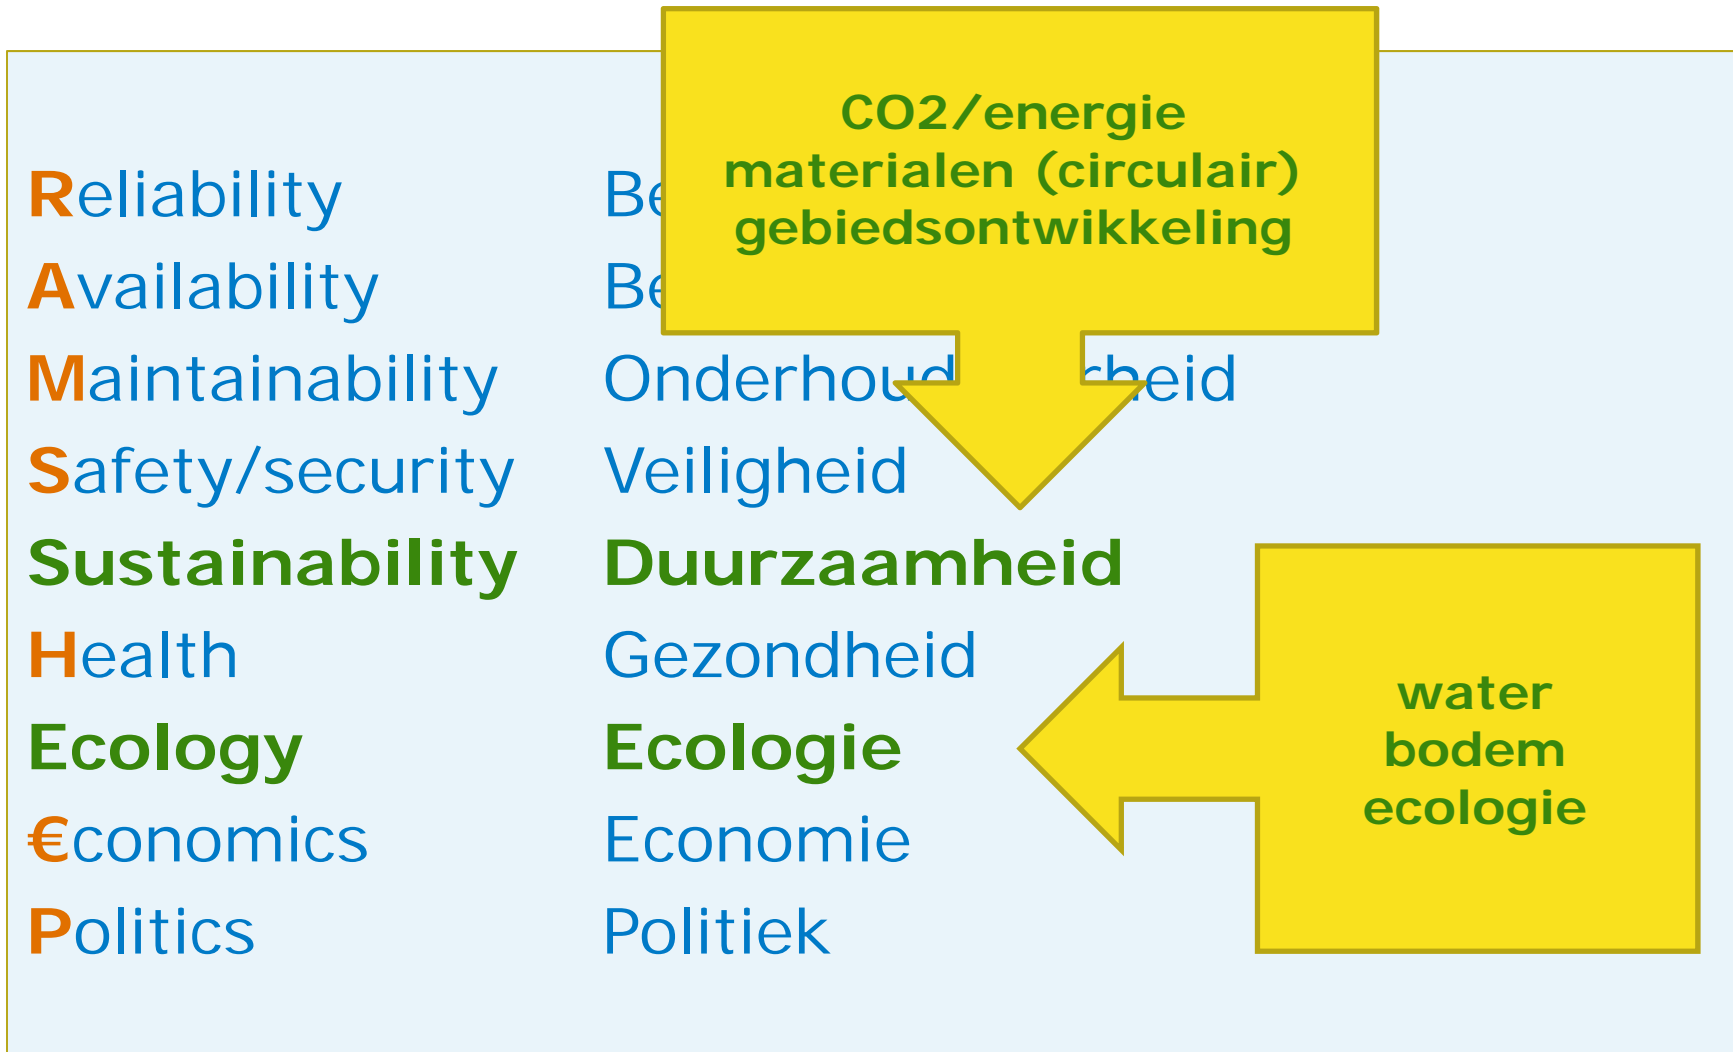 CO2/energie
materialen (circulair)
gebiedsontwikkeling
Reliability
Availability
Maintainability
Safety/security Veiligheid
Sustainability Duurzaamheid
Health Gezondheid
Ecology Ecologie
€conomics Economie
Politics Politiek
water
bodem
ecologie